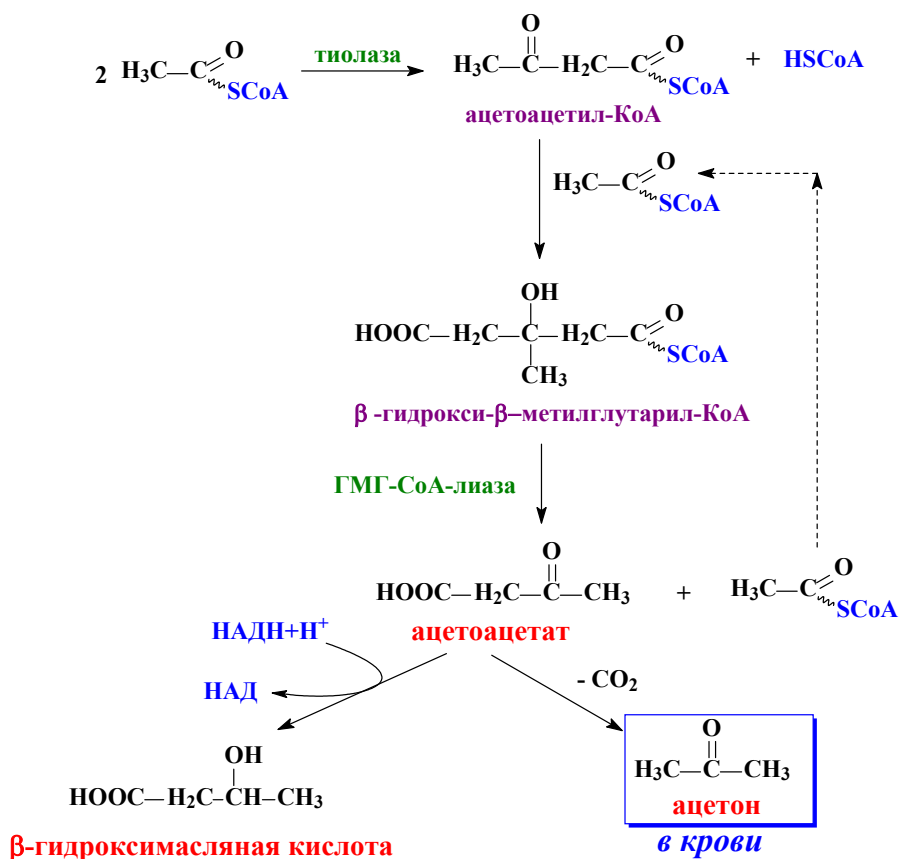 2 H₃C—C O SCoA тиолаза H₃C—C—H₂C—C O O SCoA + HSCoA
ацетоацетил-КоА
H₃C—C O SCoA
OH
HOOC—H₂C—C—H₂C—C O SCoA
CH₃
β -гидрокси-β–метилглутарил-КоА
ГМГ-СоА-лиаза
O
HOOC—H₂C—C—CH₃ + H₃C—C O SCoA
ацетоацетат
НАДН+Н⁺
НАД
- CO₂
OH
HOOC—H₂C—CH—CH₃
β-гидроксимасляная кислота
O
H₃C—C—CH₃
ацетон
в крови